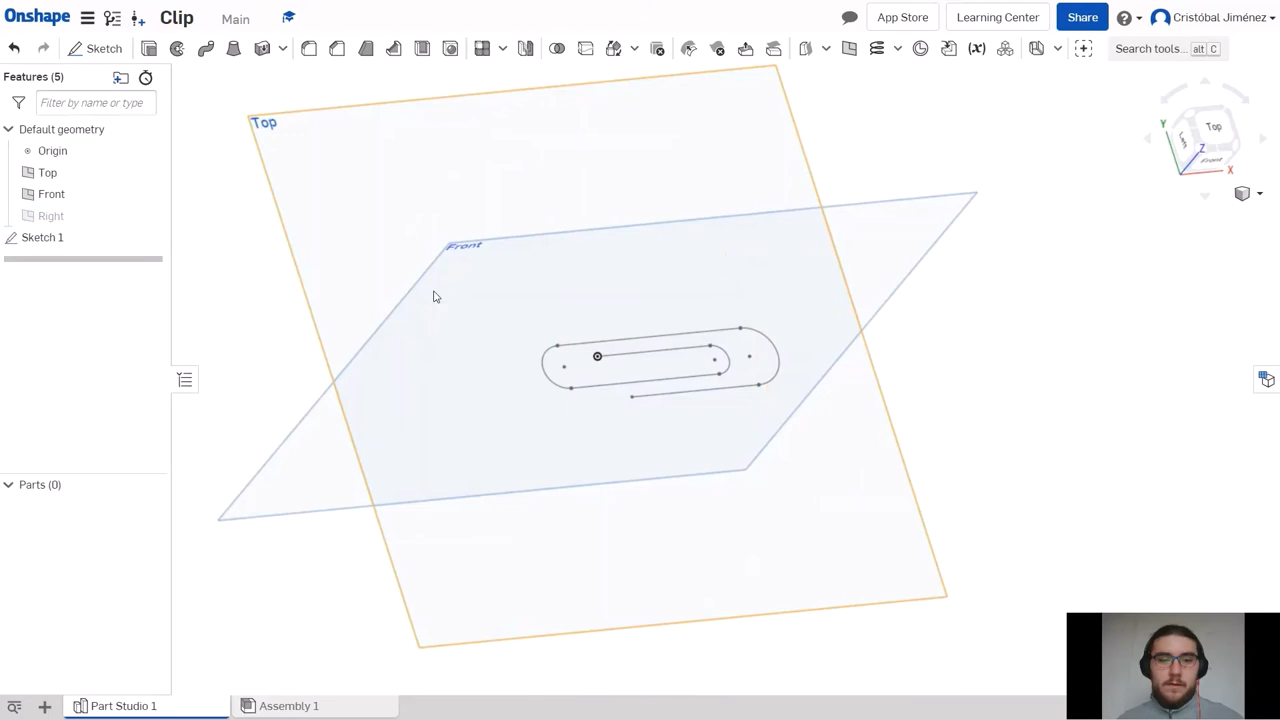 Onshape
Clip
Main
App Store
Learning Center
Share
Cristóbal Jiménez
Sketch
Search tools...
alt
C
Features (5)
Filter by name or type
Default geometry
Origin
Top
Front
Right
Sketch 1
Parts (0)
Top
Front
Y
Left
Top
Z
Front
X
Part Studio 1
Assembly 1